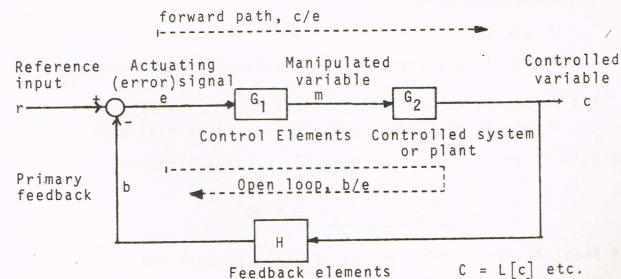 forward path, c/e
Reference input
Actuating (error)signal
Manipulated variable
Controlled variable
r
+
-
e
G1
m
G2
c
Control Elements
Controlled system or plant
Primary feedback
b
Open loop, b/e
H
Feedback elements
C = L[c] etc.